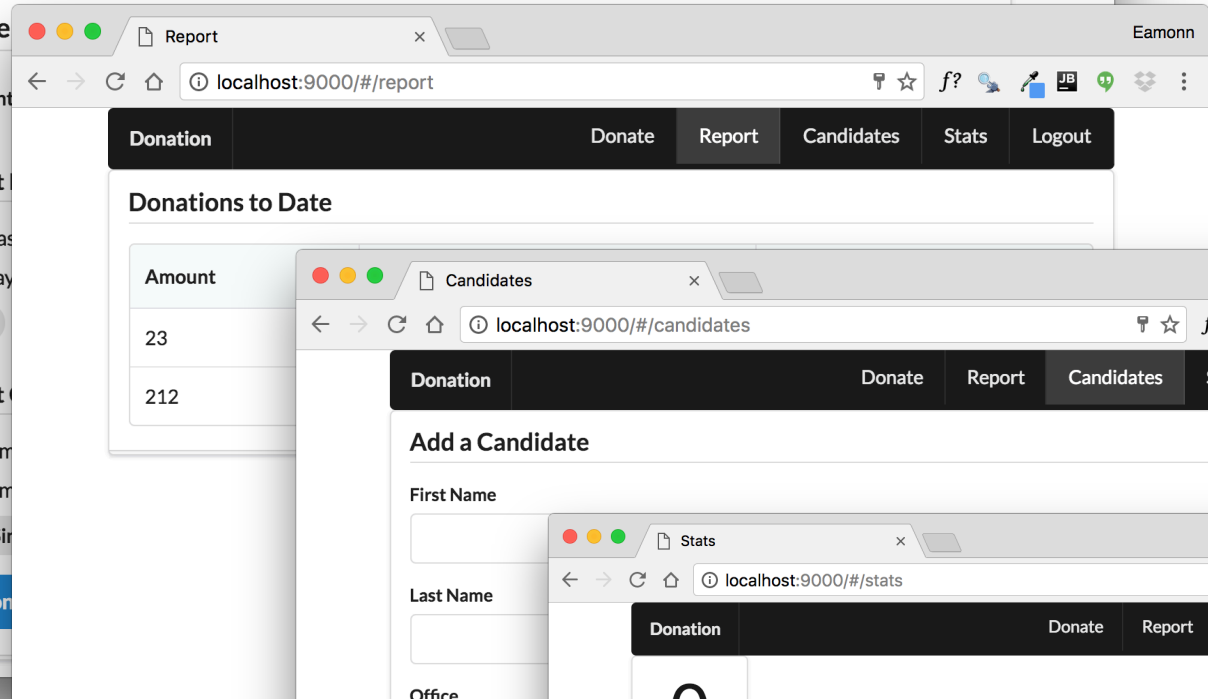 Report
Eamonn
localhost:9000/#/report
f?
JB
Donation
Donate
Report
Candidates
Stats
Logout
Donations to Date
Amount
23
212
Candidates
localhost:9000/#/candidates
Donation
Donate
Report
Candidates
Add a Candidate
First Name
Last Name
Office
Stats
localhost:9000/#/stats
Donation
Donate
Report